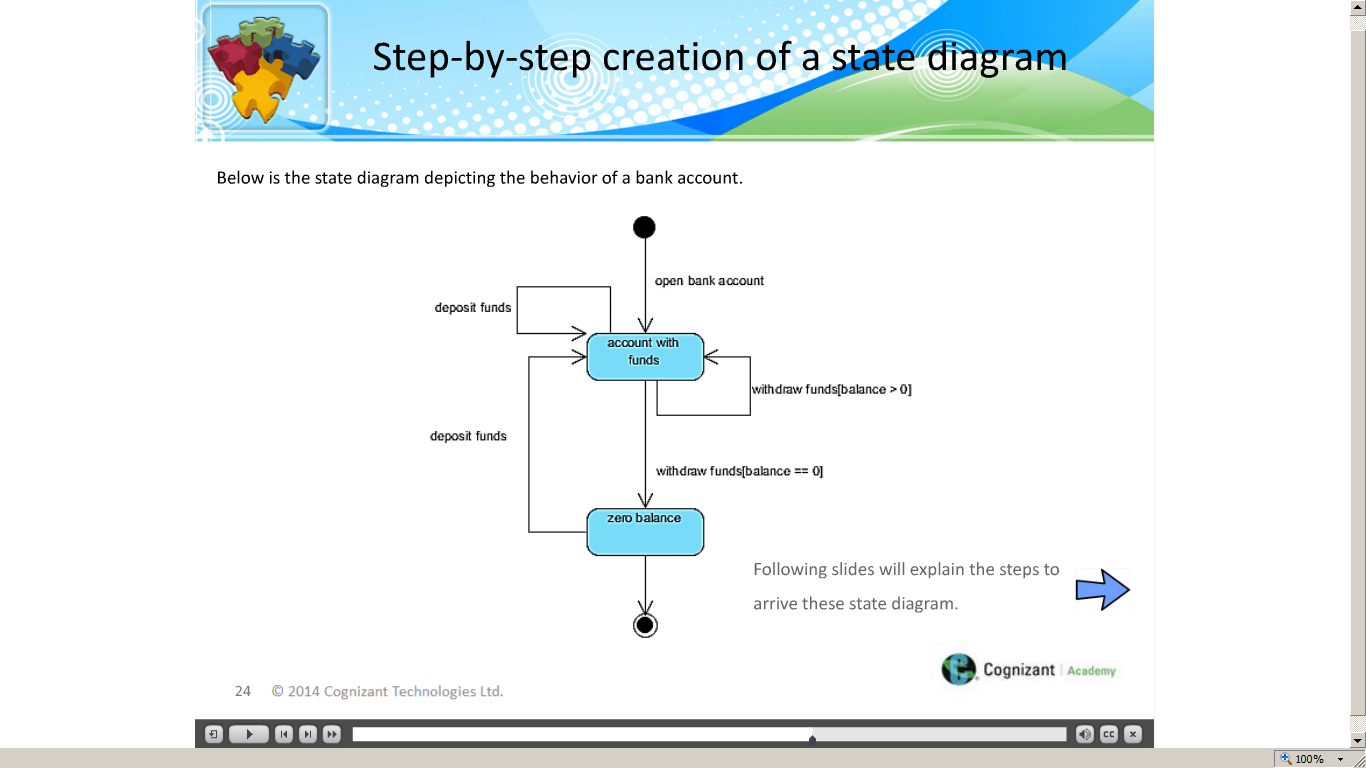 Step-by-step creation of a state diagram
Below is the state diagram depicting the behavior of a bank account.
open bank account
deposit funds
account with
funds
withdraw funds[balance > 0]
deposit funds
withdraw funds[balance == 0]
zero balance
Following slides will explain the steps to
arrive these state diagram.
Cognizant | Academy
24 © 2014 Cognizant Technologies Ltd.
CC
100%